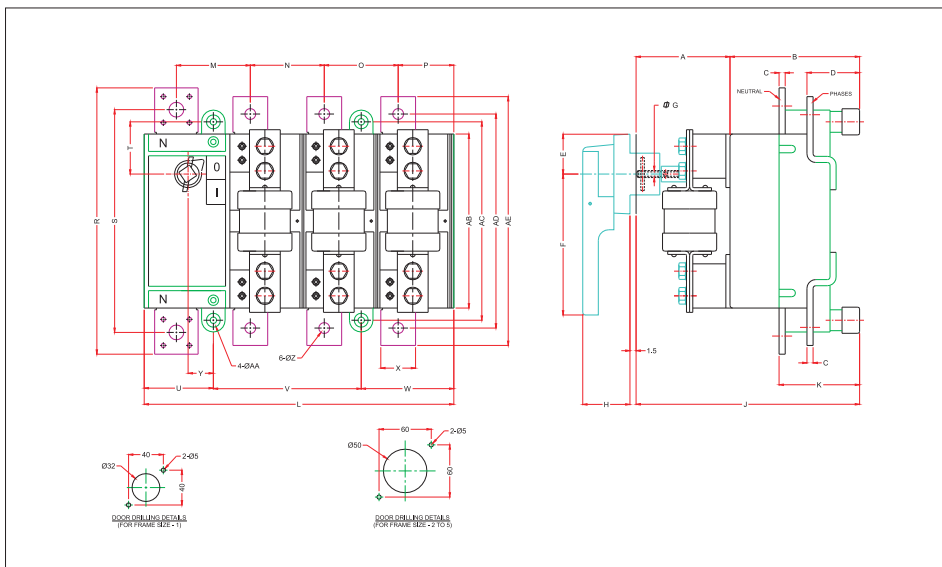 M N O P
A B
C D
NEUTRAL
PHASES
Ø G
R S T
N
0
I
N
E
F
AB AC AD AE
4-ØAA
6-ØZ
X
Y
U V W
L
1.5
C
K
H J
60
2-Ø5
Ø50
60
40
2-Ø5
Ø32
40
DOOR DRILLING DETAILS
(FOR FRAME SIZE - 1)
DOOR DRILLING DETAILS
(FOR FRAME SIZE - 2 TO 5)